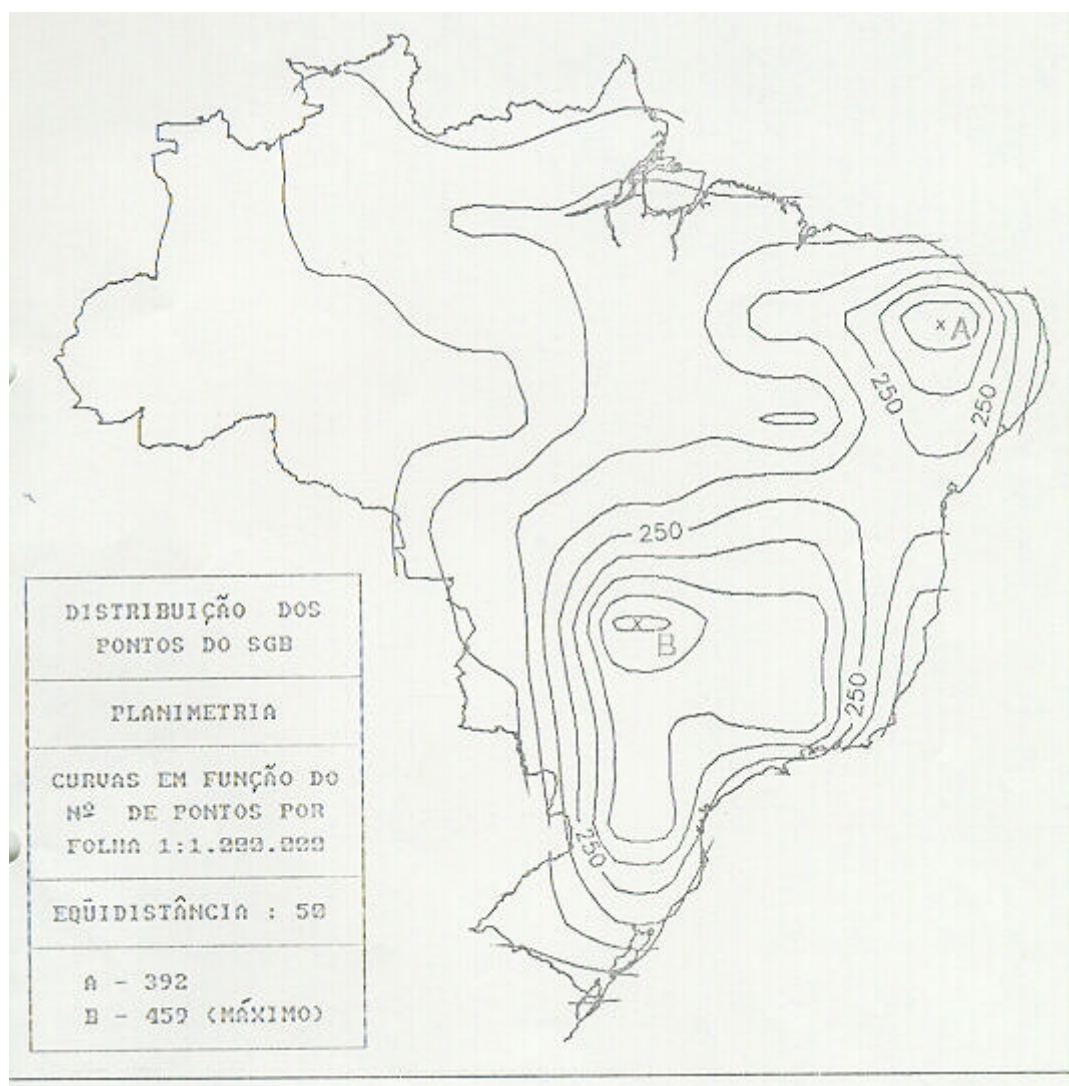 A
250
250
250
B
250
250
DISTRIBUIÇÃO DOS
PONTOS DO SGB
PLANIMETRIA
CURVAS EM FUNÇÃO DO
Nº DE PONTOS POR
FOLHA 1:1.000.000
EQÜIDISTÂNCIA : 50
A - 392
B - 459 (MÁXIMO)